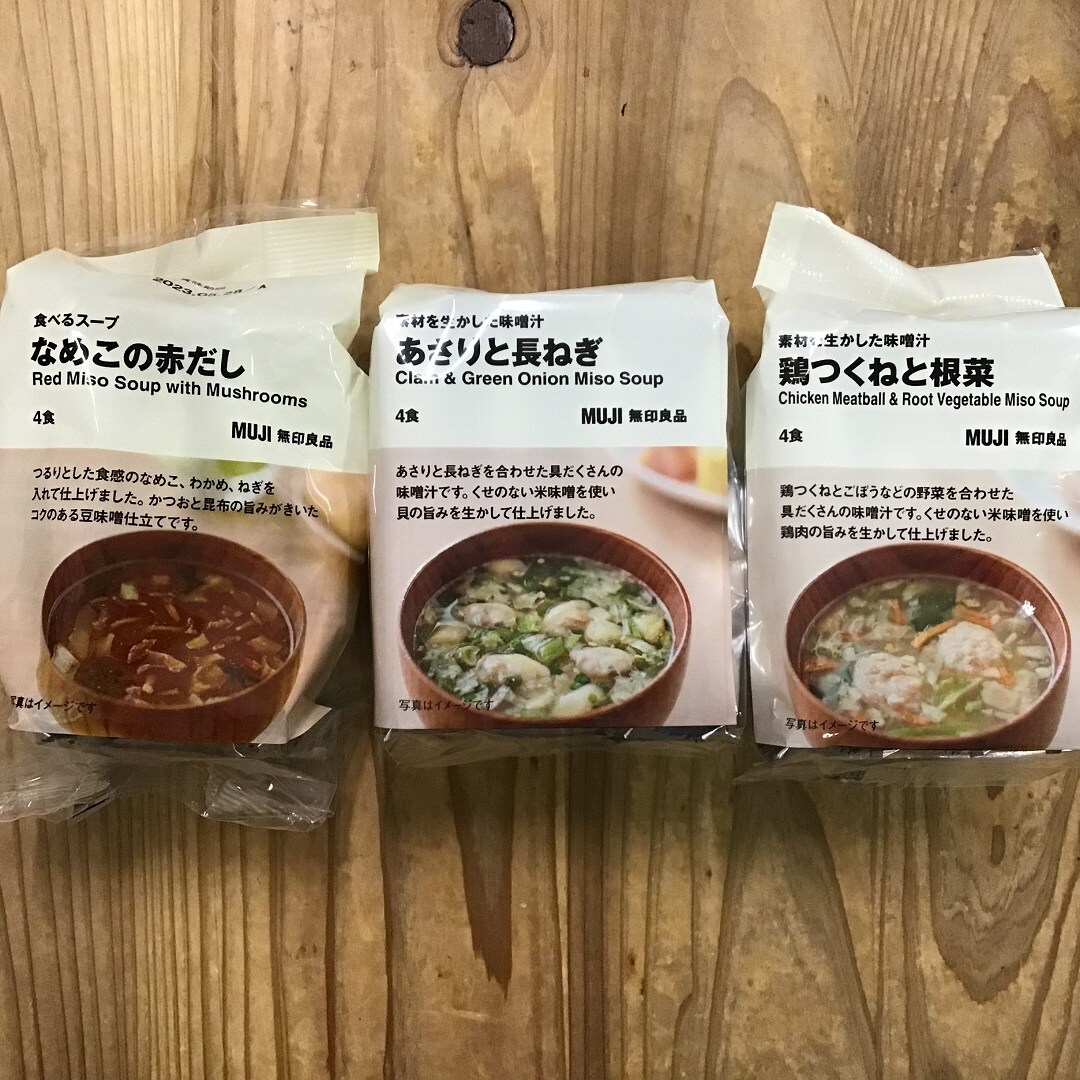 2023.05.28 / A
食べるスープ
なめこの赤だし
Red Miso Soup with Mushrooms
4食
MUJI 無印良品
つるりとした食感のなめこ、わかめ、ねぎを
入れて仕上げました。かつおと昆布の旨みがきいた
コクのある豆味噌仕立てです。
写真はイメージです
素材を生かした味噌汁
あさりと長ねぎ
Clam & Green Onion Miso Soup
4食
MUJI 無印良品
あさりと長ねぎを合わせた具だくさんの
味噌汁です。くせのない米味噌を使い
貝の旨みを生かして仕上げました。
写真はイメージです
素材を生かした味噌汁
鶏つくねと根菜
Chicken Meatball & Root Vegetable Miso Soup
4食
MUJI 無印良品
鶏つくねとごぼうなどの野菜を合わせた
具だくさんの味噌汁です。くせのない米味噌を使い
鶏肉の旨みを生かして仕上げました。
写真はイメージです